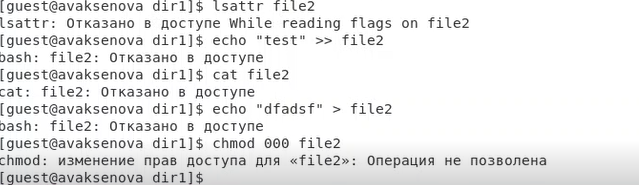 [guest@avaksenova dir1]$ lsattr file2
lsattr: Отказано в доступе While reading flags on file2
[guest@avaksenova dir1]$ echo "test" >> file2
bash: file2: Отказано в доступе
[guest@avaksenova dir1]$ cat file2
cat: file2: Отказано в доступе
[guest@avaksenova dir1]$ echo "dfadsf" > file2
bash: file2: Отказано в доступе
[guest@avaksenova dir1]$ chmod 000 file2
chmod: изменение прав доступа для «file2»: Операция не позволена
[guest@avaksenova dir1]$